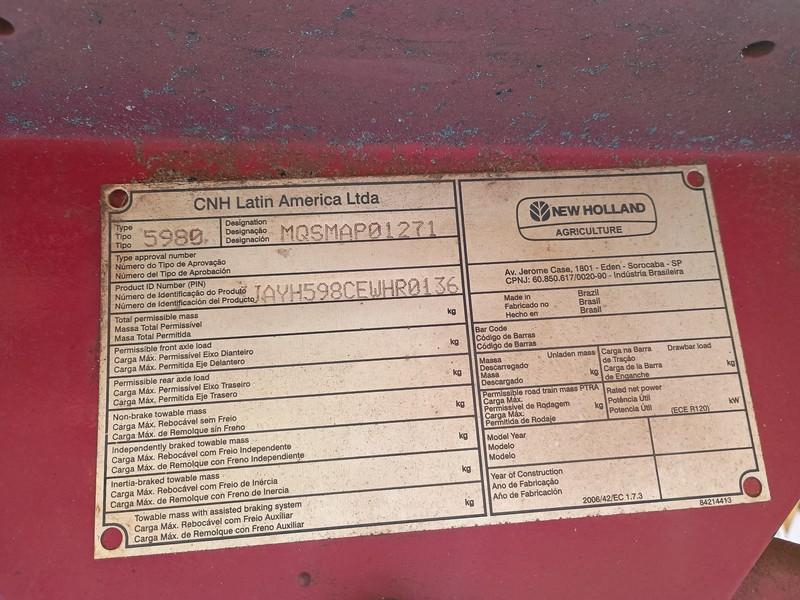 CNH Latin America Ltda
Type
Tipo
Tipo
5980
Designation
Designação
Designación
MQSMAP01271
Type approval number
Número do Tipo de Aprovação
Número del Tipo de Aprobación
Product ID Number (PIN)
Número de Identificação do Produto
Número de Identificación del Producto
JAYH598CEWHR0136
Total permissible mass
Massa Total Permissível
Masa Total Permitida
kg
Permissible front axle load
Carga Máx. Permissível Eixo Dianteiro
Carga Máx. Permitida Eje Delantero
kg
Permissible rear axle load
Carga Máx. Permissível Eixo Traseiro
Carga Máx. Permitida Eje Trasero
kg
Non-brake towable mass
Carga Máx. Rebocável sem Freio
Carga Máx. de Remolque sin Freno
kg
Independently braked towable mass
Carga Máx. Rebocável com Freio Independente
Carga Máx. de Remolque con Freno Independiente
kg
Inertia-braked towable mass
Carga Máx. Rebocável com Freio de Inércia
Carga Máx. de Remolque con Freno de Inercia
kg
Towable mass with assisted braking system
Carga Máx. Rebocável com Freio Auxiliar
Carga Máx. de Remolque con Freno Auxiliar
kg
NEW HOLLAND
AGRICULTURE
Av. Jerome Case, 1801 - Eden - Sorocaba - SP
CPNJ: 60.850.617/0020-90 - Indústria Brasileira
Made in Brazil
Fabricado no Brasil
Hecho en Brasil
Bar Code
Código de Barras
Código de Barras
Massa Unladen mass
Descarregado
Masa
Descargado kg
Carga na Barra Drawbar load
de Tração
Carga de la Barra
de Enganche kg
Permissible road train mass PTRA
Carga Máx.
Permissível de Rodagem kg
Carga Máx.
Permitida de Rodaje
Rated net power
Potência Útil kW
Potencia Útil (ECE R120)
Model Year
Modelo
Modelo
Year of Construction
Ano de Fabricación
Año de Fabricación
2006/42/EC 1.7.3
84214413